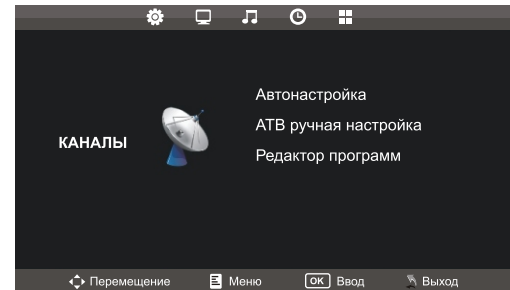 Автонастройка
АТВ ручная настройка
КАНАЛЫ
Редактор программ
Перемещение Меню OK Ввод Выход